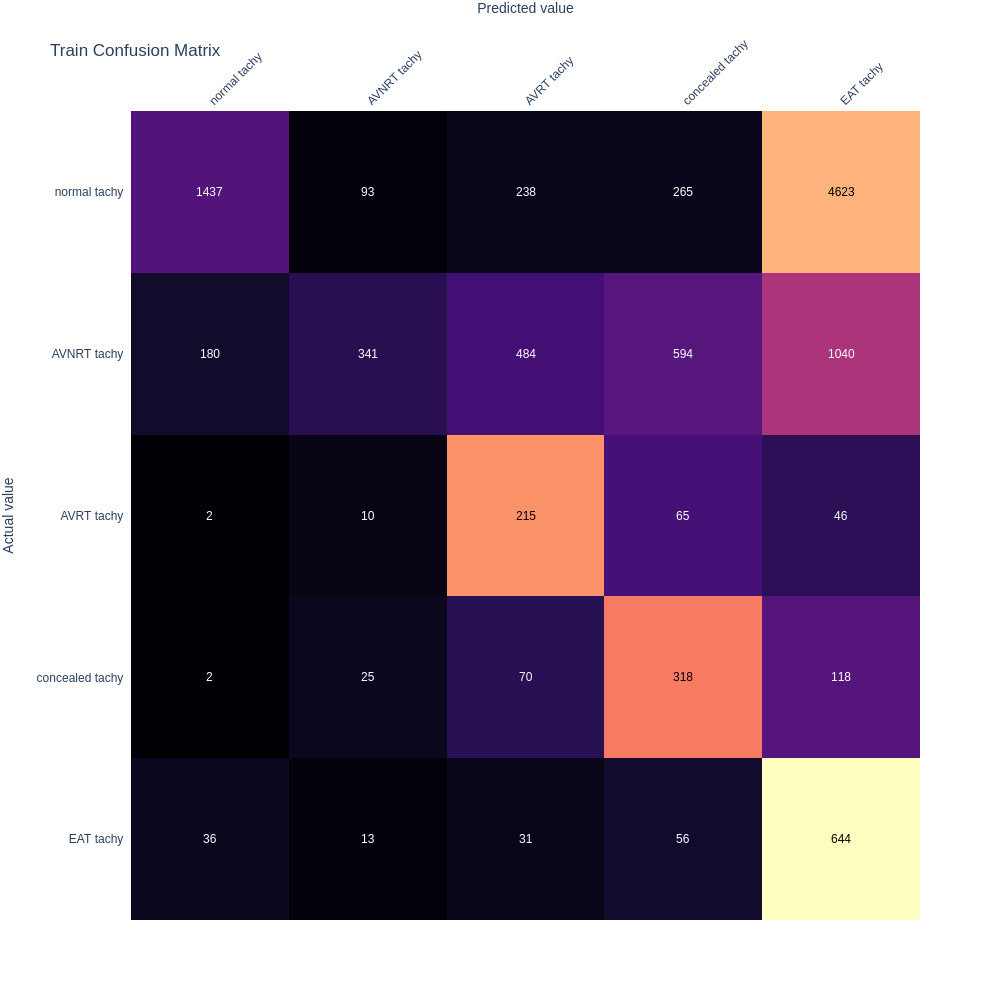 Predicted value
Train Confusion Matrix
normal tachy
AVNRT tachy
AVRT tachy
concealed tachy
EAT tachy
normal tachy 1437 93 238 265 4623
AVNRT tachy 180 341 484 594 1040
AVRT tachy 2 10 215 65 46
concealed tachy 2 25 70 318 118
EAT tachy 36 13 31 56 644
Actual value